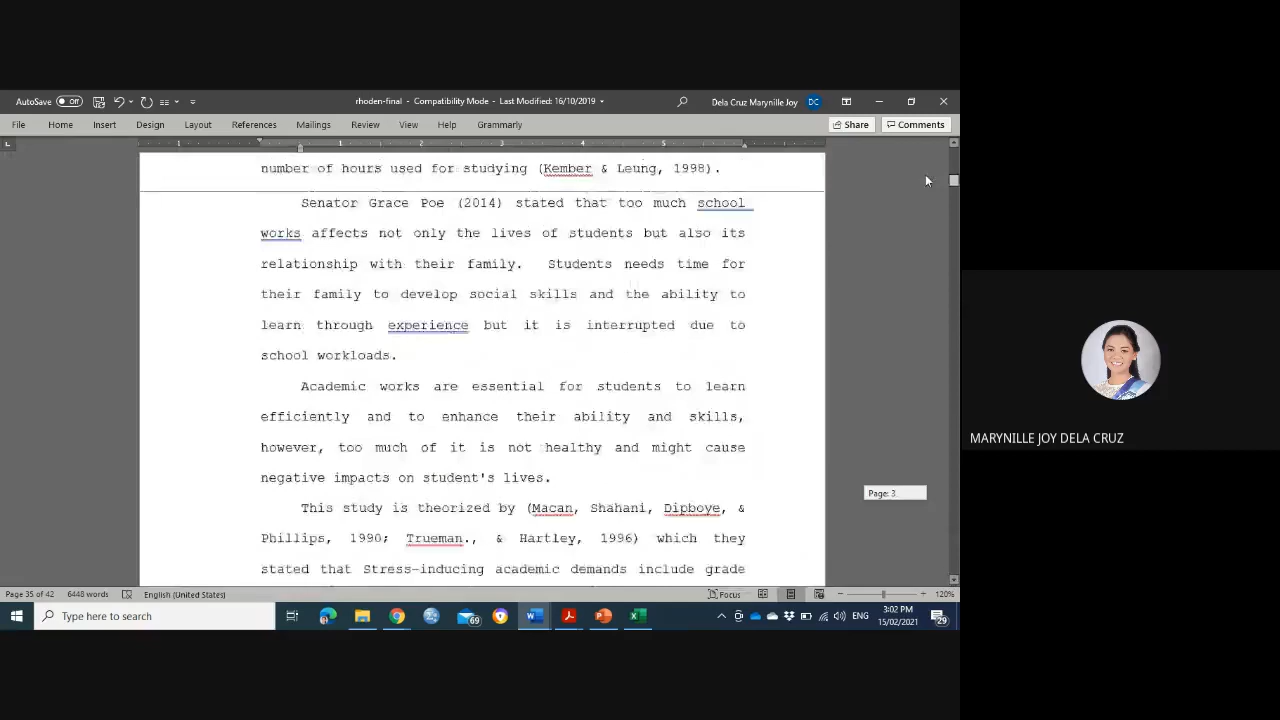 AutoSave Off
rhoden-final - Compatibility Mode - Last Modified: 16/10/2019
Dela Cruz Marynille Joy DC
File Home Insert Design Layout References Mailings Review View Help Grammarly Share Comments
1 1 2 3 4 5
number of hours used for studying (Kember & Leung, 1998).
Senator Grace Poe (2014) stated that too much school
works affects not only the lives of students but also its
relationship with their family. Students needs time for
their family to develop social skills and the ability to
learn through experience but it is interrupted due to
school workloads.
Academic works are essential for students to learn
efficiently and to enhance their ability and skills,
however, too much of it is not healthy and might cause
negative impacts on student's lives.
This study is theorized by (Macan, Shahani, Dipboye, &
Phillips, 1990; Trueman., & Hartley, 1996) which they
stated that Stress-inducing academic demands include grade
Page: 3
MARYNILLE JOY DELA CRUZ
Page 35 of 42 6448 words English (United States) Focus 120%
Type here to search
69
ENG
3:02 PM
15/02/2021
29